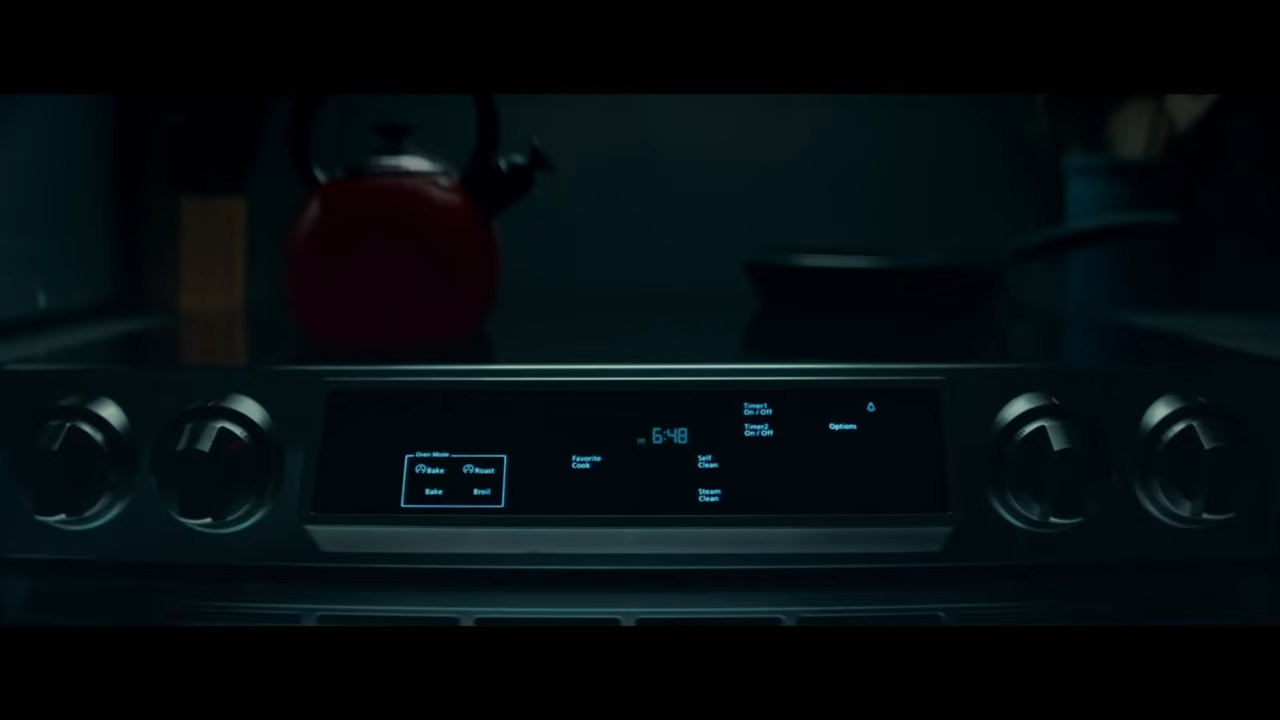 Timer1
On / Off
Timer2
On / Off
Options
6:48
Oven Mode
Bake
Roast
Bake
Broil
Favorite
Cook
Self
Clean
Steam
Clean